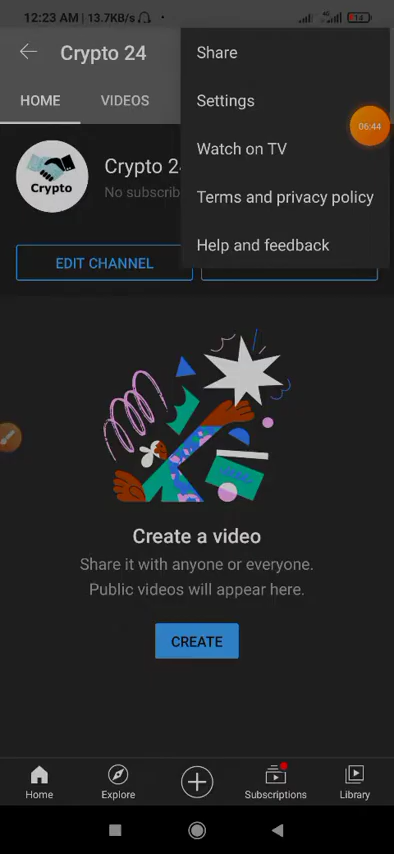 12:23 AM | 13.7KB/s
14
Crypto 24
Share
HOME
VIDEOS
Settings
06:44
Watch on TV
Crypto
Crypto 2
No subscrib
Terms and privacy policy
Help and feedback
EDIT CHANNEL
Create a video
Share it with anyone or everyone.
Public videos will appear here.
CREATE
Home
Explore
Subscriptions
Library